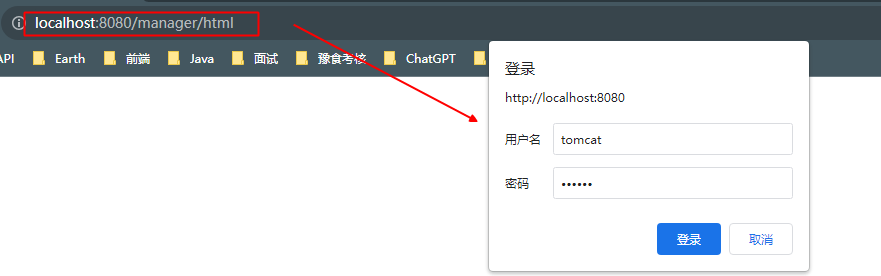 localhost:8080/manager/html
API Earth 前端 Java 面试 豫食考核 ChatGPT
登录
http://localhost:8080
用户名 tomcat
密码 ••••••
登录 取消